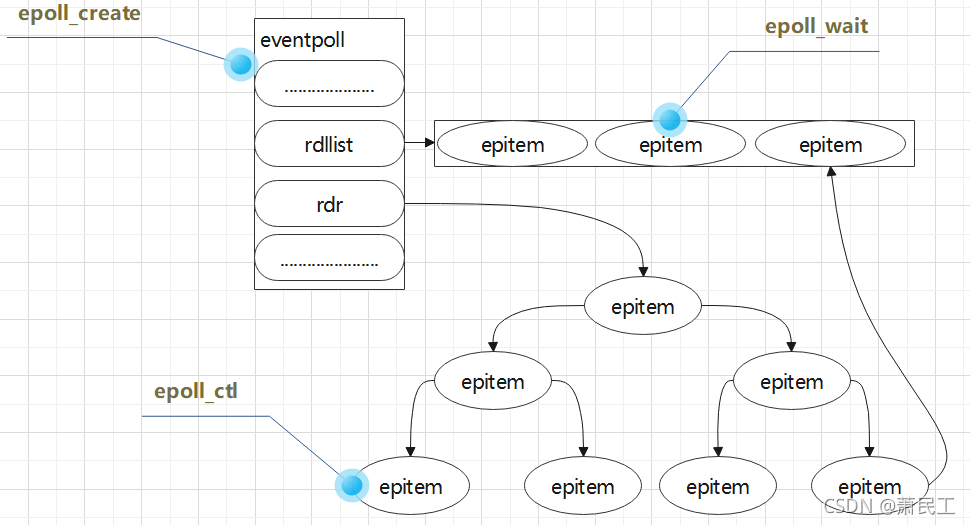 epoll_create
epoll_wait
eventpoll
....................
rdllist
epitem
epitem
epitem
rdr
......................
epitem
epitem
epitem
epoll_ctl
epitem
epitem
epitem
epitem
CSDN @萧民工